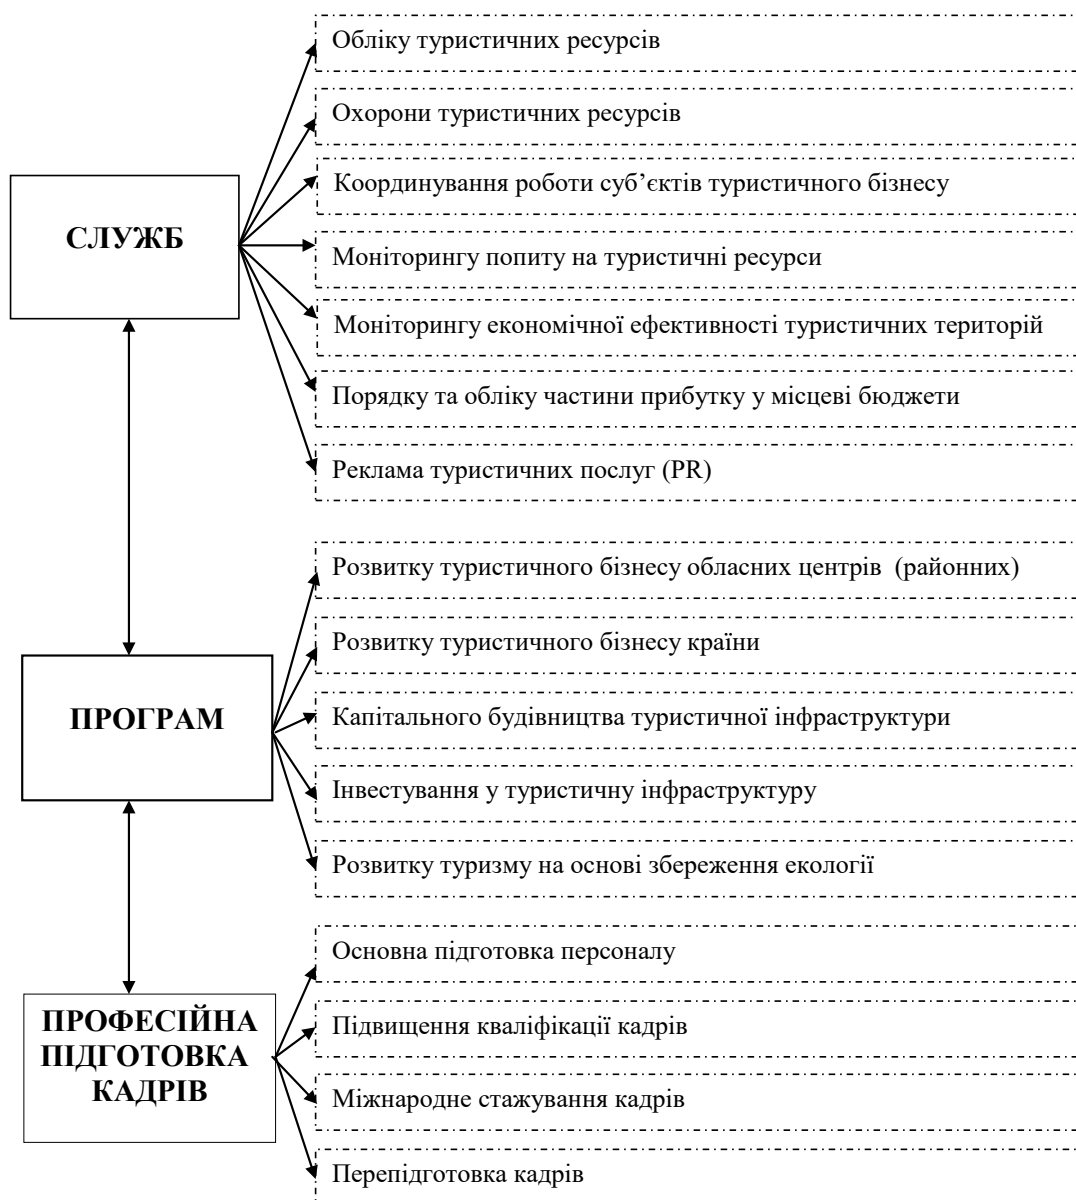 Обліку туристичних ресурсів
Охорони туристичних ресурсів
Координування роботи суб’єктів туристичного бізнесу
СЛУЖБ
Моніторингу попиту на туристичні ресурси
Моніторингу економічної ефективності туристичних територій
Порядку та обліку частини прибутку у місцеві бюджети
Реклама туристичних послуг (PR)
Розвитку туристичного бізнесу обласних центрів (районних)
Розвитку туристичного бізнесу країни
ПРОГРАМ
Капітального будівництва туристичної інфраструктури
Інвестування у туристичну інфраструктуру
Розвитку туризму на основі збереження екології
Основна підготовка персоналу
ПРОФЕСІЙНА
ПІДГОТОВКА
КАДРІВ
Підвищення кваліфікації кадрів
Міжнародне стажування кадрів
Перепідготовка кадрів